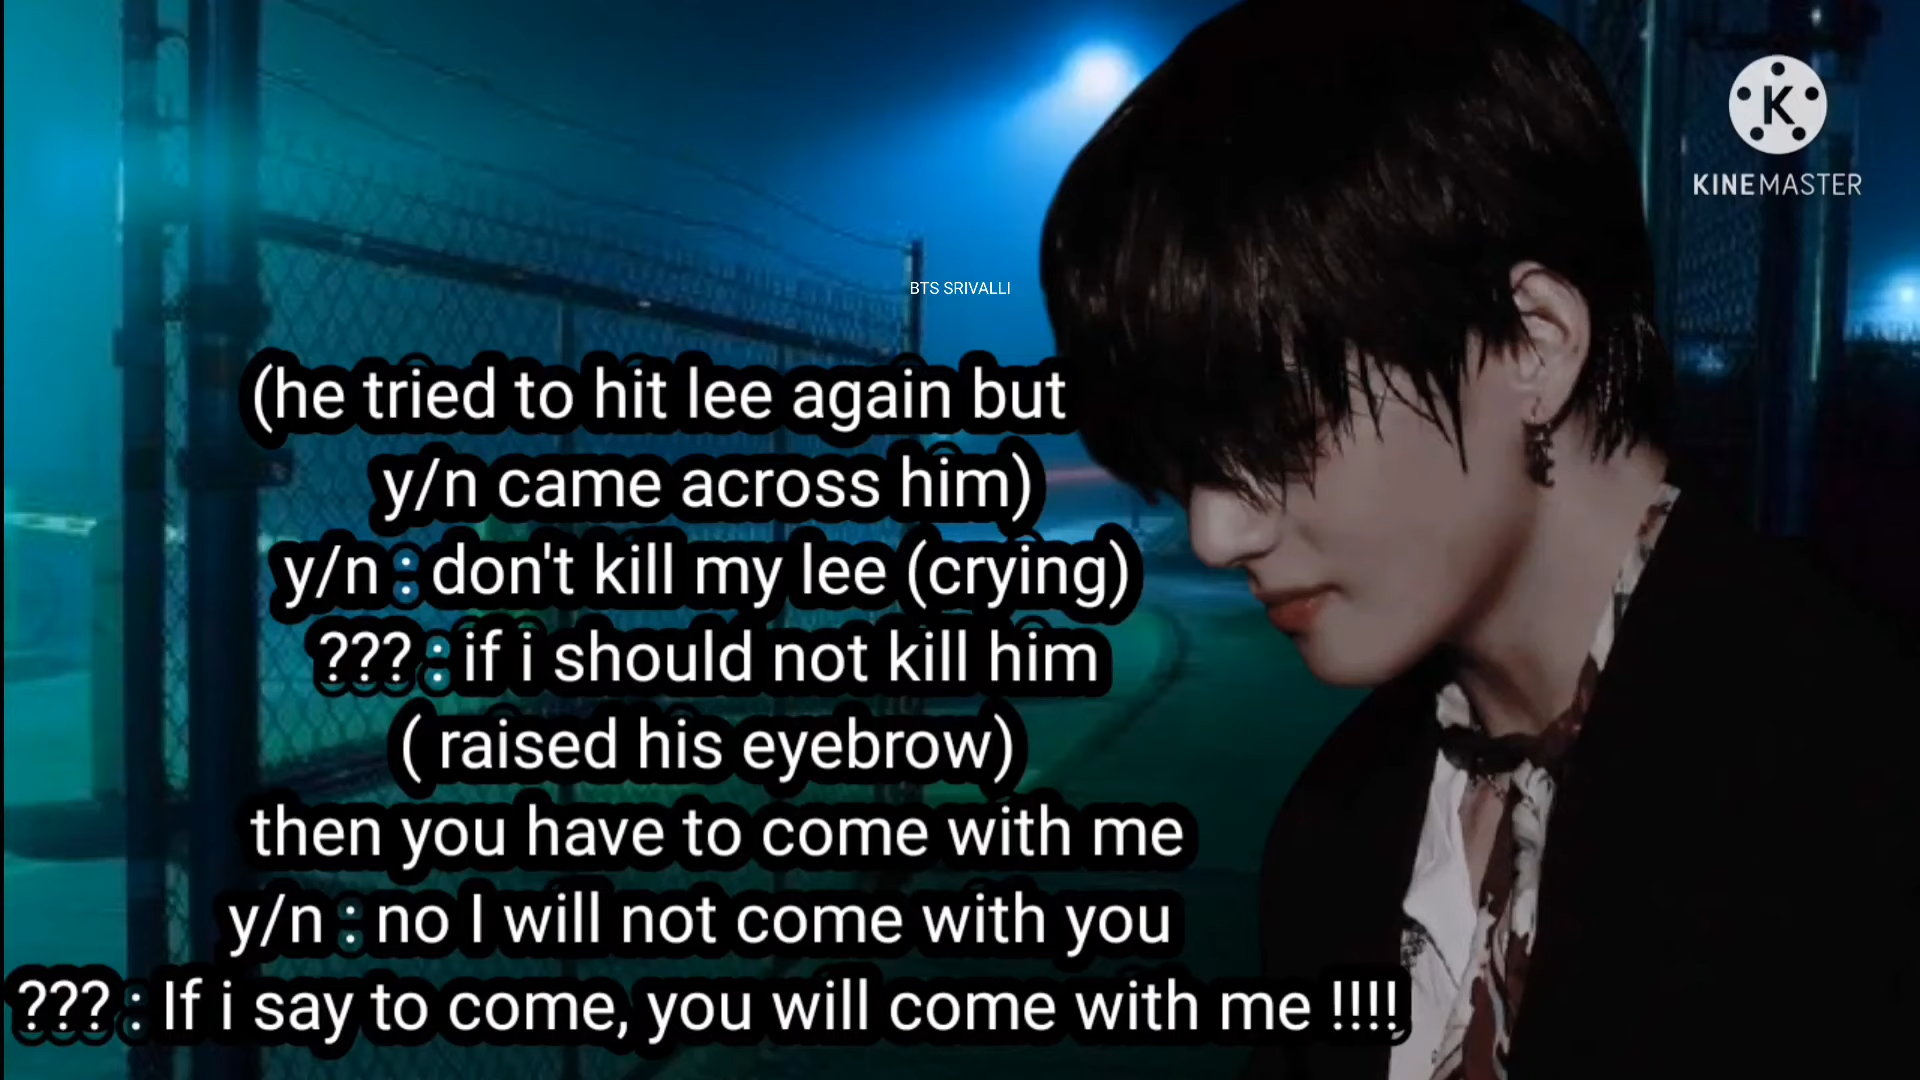 K
KINEMASTER
BTS SRIVALLI
(he tried to hit lee again but
y/n came across him)
y/n : don't kill my lee (crying)
??? : if i should not kill him
( raised his eyebrow)
then you have to come with me
y/n : no I will not come with you
??? : If i say to come, you will come with me !!!!